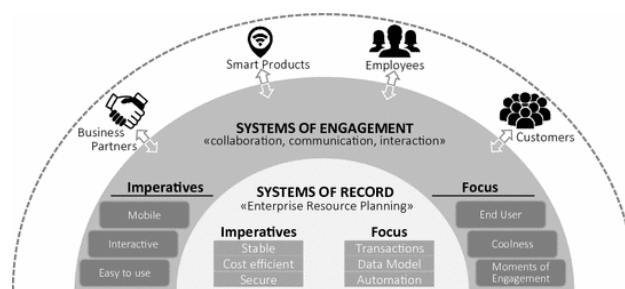 Smart Products
Employees
Business
Partners
Customers
SYSTEMS OF ENGAGEMENT
«collaboration, communication, interaction»
Imperatives
Mobile
Interactive
Easy to use
Focus
End User
Coolness
Moments of
Engagement
SYSTEMS OF RECORD
«Enterprise Resource Planning»
Imperatives
Stable
Cost efficient
Secure
Focus
Transactions
Data Model
Automation